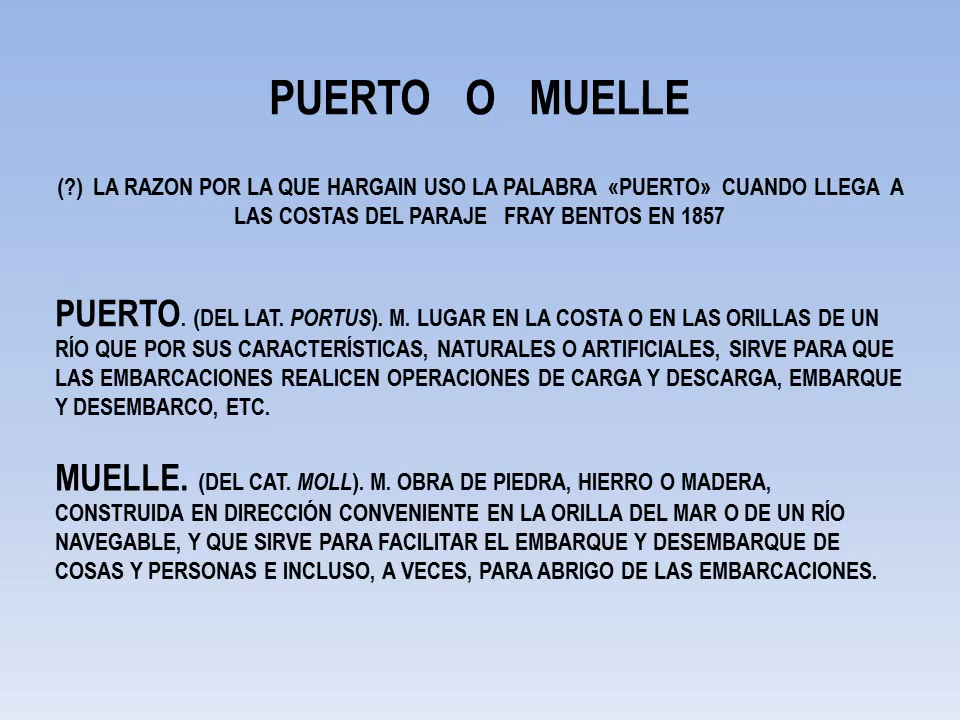 PUERTO O MUELLE
(?) LA RAZON POR LA QUE HARGAIN USO LA PALABRA «PUERTO» CUANDO LLEGA A
LAS COSTAS DEL PARAJE FRAY BENTOS EN 1857
PUERTO. (DEL LAT. PORTUS). M. LUGAR EN LA COSTA O EN LAS ORILLAS DE UN
RÍO QUE POR SUS CARACTERÍSTICAS, NATURALES O ARTIFICIALES, SIRVE PARA QUE
LAS EMBARCACIONES REALICEN OPERACIONES DE CARGA Y DESCARGA, EMBARQUE
Y DESEMBARCO, ETC.
MUELLE. (DEL CAT. MOLL). M. OBRA DE PIEDRA, HIERRO O MADERA,
CONSTRUIDA EN DIRECCIÓN CONVENIENTE EN LA ORILLA DEL MAR O DE UN RÍO
NAVEGABLE, Y QUE SIRVE PARA FACILITAR EL EMBARQUE Y DESEMBARQUE DE
COSAS Y PERSONAS E INCLUSO, A VECES, PARA ABRIGO DE LAS EMBARCACIONES.